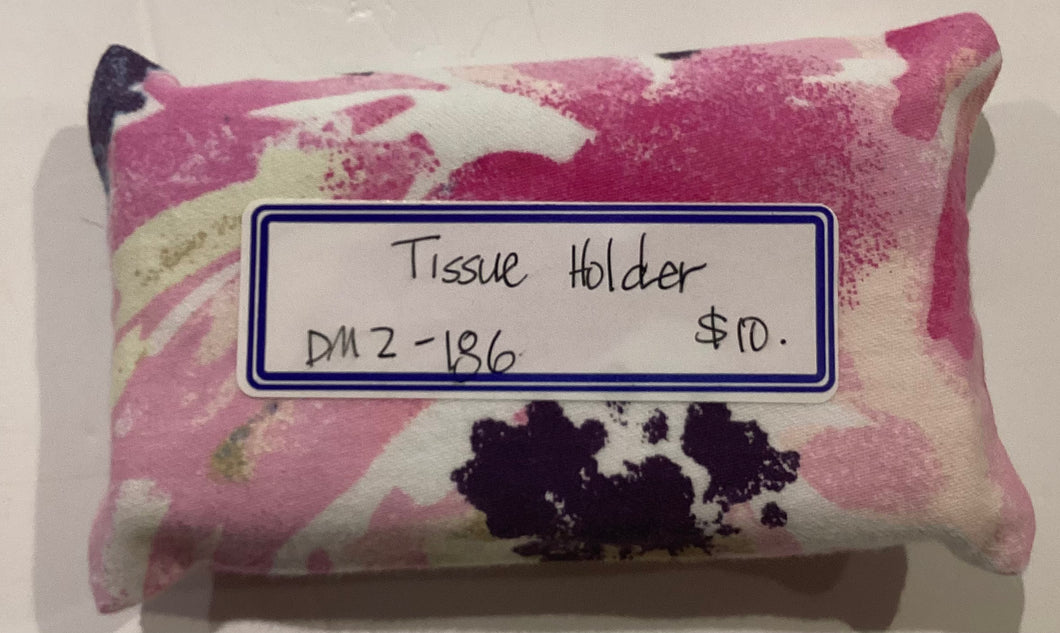 Tissue Holder
DM2-186 $10.